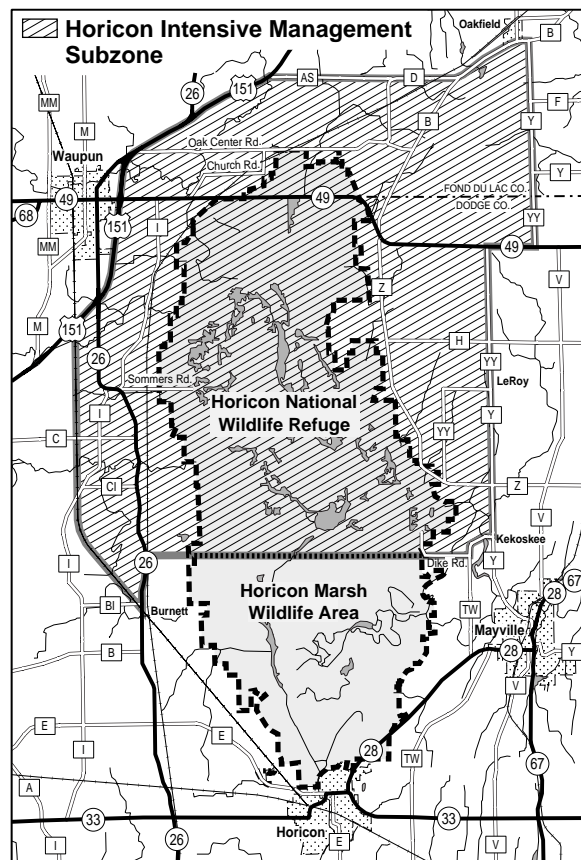 Horicon Intensive Management
Subzone
Oakfield
B
26
151
AS
D
MM
M
B
F
Y
Oak Center Rd.
Waupun
Church Rd.
Y
49
49
FOND DU LAC CO.
DODGE CO.
68
151
I
YY
MM
49
Z
V
M
151
H
26
YY
Sommers Rd.
LeRoy
Horicon National
Wildlife Refuge
I
Y
C
YY
CI
Z
V
Kekoskee
I
26
Dike Rd.
Y
67
28
Horicon Marsh
Wildlife Area
BI
Burnett
TW
Mayville
B
28
Y
V
E
E
28
I
TW
67
A
33
33
Horicon
I
26
E
V